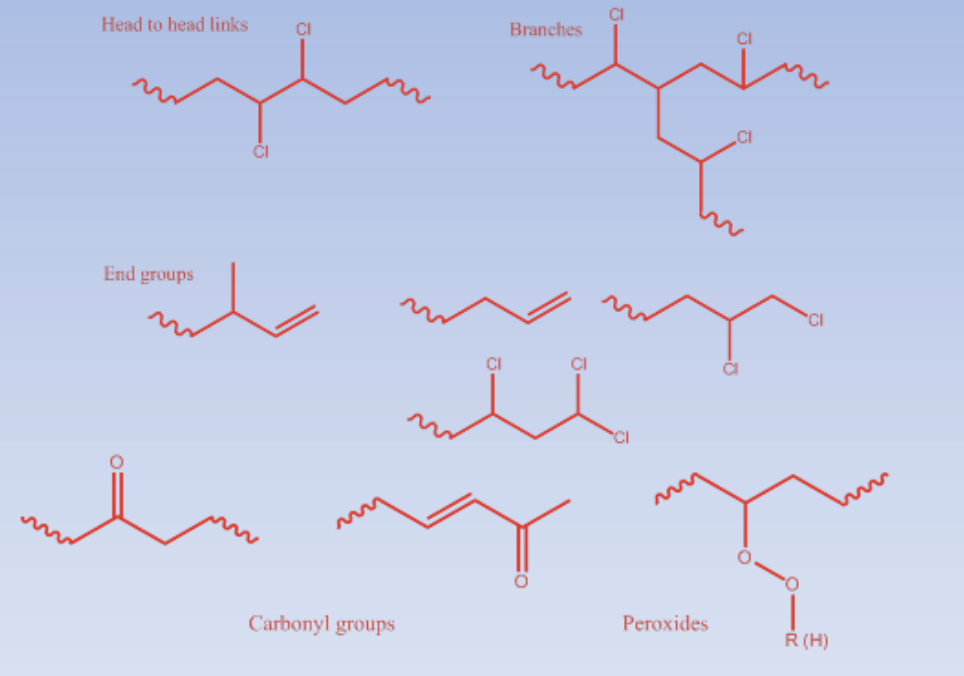 Head to head links
Cl
Cl
Branches
Cl
Cl
Cl
End groups
Cl
Cl
Cl
Cl
Cl
O
O
O
O
R (H)
Carbonyl groups
Peroxides